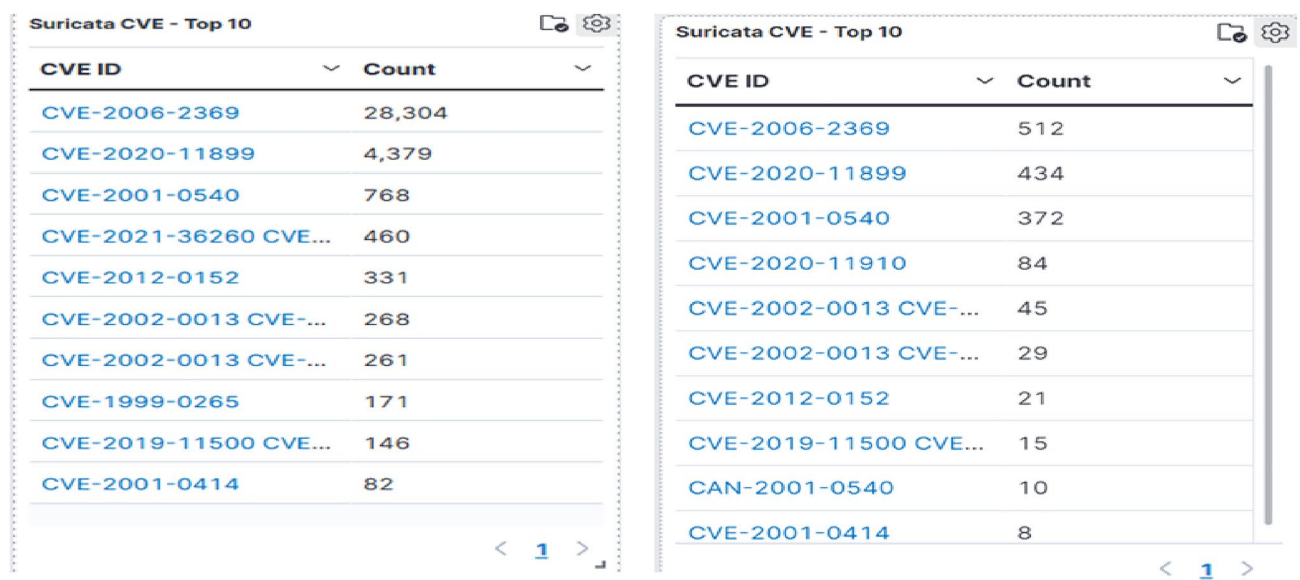 Suricata CVE - Top 10
CVE ID Count
CVE-2006-2369 28,304
CVE-2020-11899 4,379
CVE-2001-0540 768
CVE-2021-36260 CVE... 460
CVE-2012-0152 331
CVE-2002-0013 CVE-... 268
CVE-2002-0013 CVE-... 261
CVE-1999-0265 171
CVE-2019-11500 CVE... 146
CVE-2001-0414 82
< 1 >
Suricata CVE - Top 10
CVE ID Count
CVE-2006-2369 512
CVE-2020-11899 434
CVE-2001-0540 372
CVE-2020-11910 84
CVE-2002-0013 CVE-... 45
CVE-2002-0013 CVE-... 29
CVE-2012-0152 21
CVE-2019-11500 CVE... 15
CAN-2001-0540 10
CVE-2001-0414 8
< 1 >